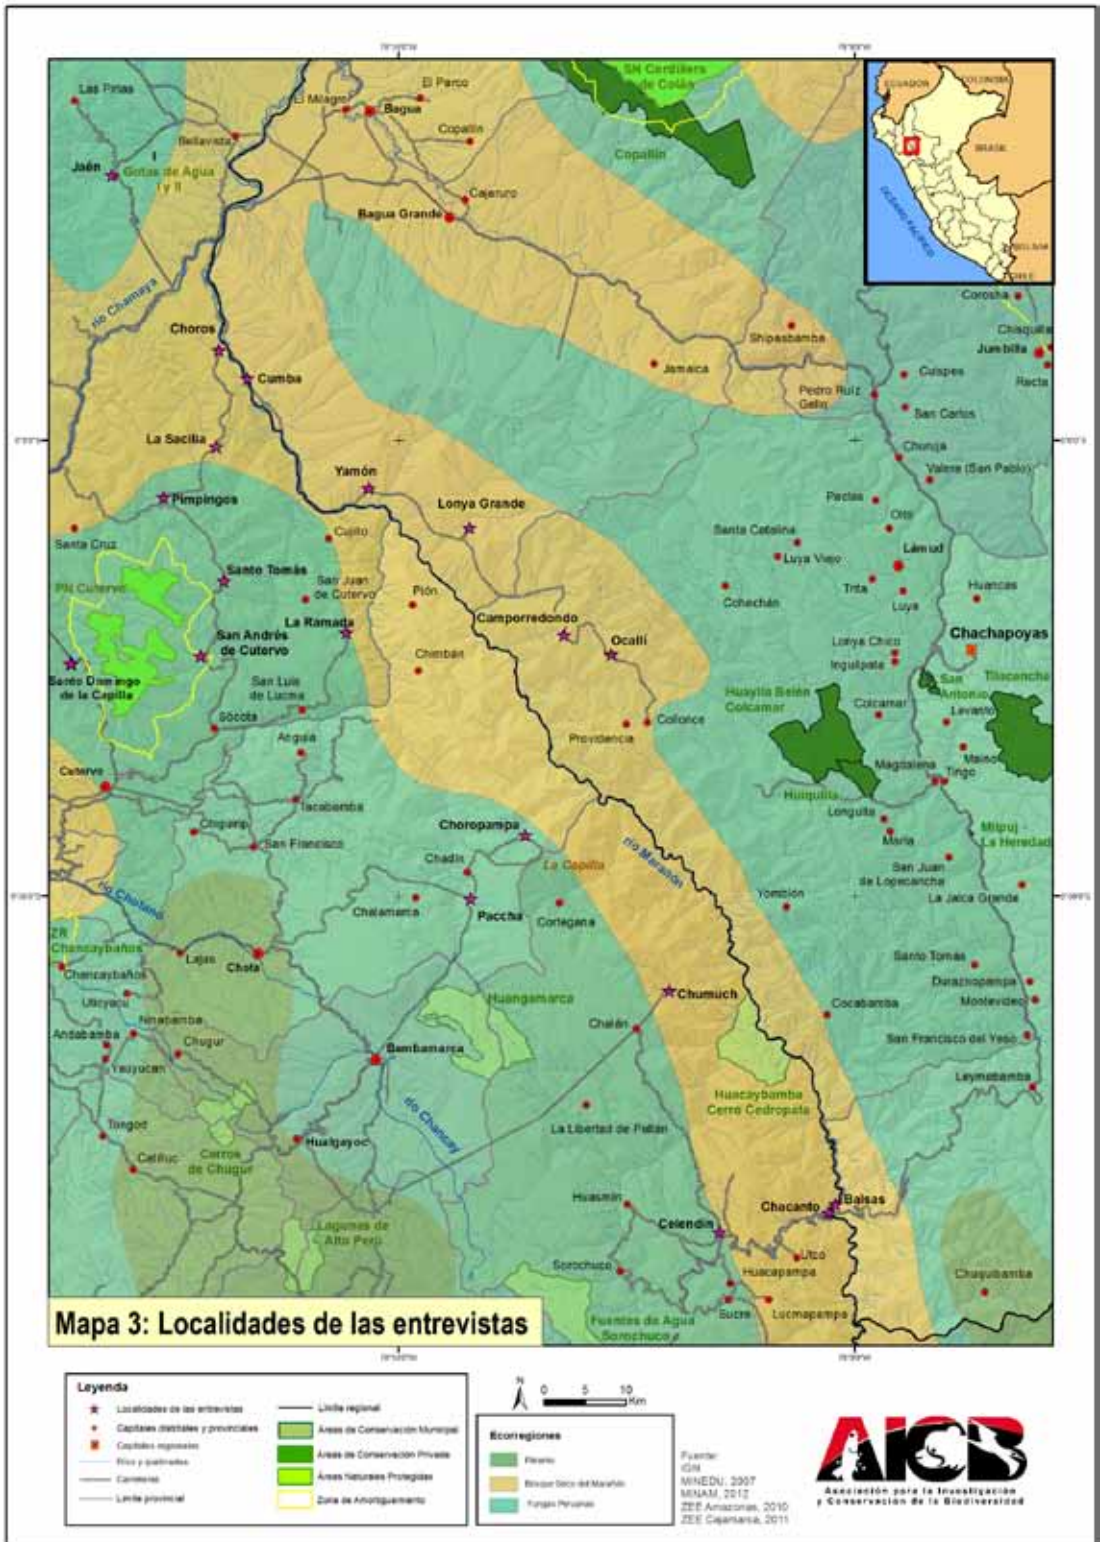 SN Cordillera
de Colán
Las Pirias
El Parco
El Milagro
Bagua
Copallín
Bellavista
Copallín
Jaén
Gotas de Agua
I y II
Cajaruro
Bagua Grande
ECUADOR
COLOMBIA
BRASIL
OCÉANO PACÍFICO
BOLIVIA
CHILE
río Chamaya
Corosha
Chisquilla
Jumbilla
Recta
Choros
Shipasbamba
Jamaica
Cuispes
Cumba
Pedro Ruiz
Gallo
San Carlos
La Sacilia
Churuja
Valera (San Pablo)
Yamón
Pimpingos
Lonya Grande
Santa Cruz
Cujillo
Santa Catalina
Olto
Luya Viejo
Lámud
PN Cutervo
Santo Tomás
San Juan
de Cutervo
Pión
Trita
Luya
Huancas
Cohechán
La Ramada
Camporredondo
Ocallí
Chachapoyas
San Andrés
de Cutervo
Lonya Chico
Inguilpata
Santo Domingo
de la Capilla
Chimbán
San Luis
de Lucma
Huaylla Belén
Colcamar
San
Antonio
Tilacancha
Colcamar
Levanto
Sócota
Providencia
Collonce
Anguía
Maino
Magdalena
Tingo
Cutervo
Tacabamba
Huiquilla
Longuita
María
Milpuj -
La Heredad
Chiguirip
San Francisco
Choropampa
Chadín
La Capilla
río Marañón
San Juan
de Lopecancha
La Jalca Grande
río Chotano
Chalamarca
Paccha
Cortegana
Yomblón
ZR
Chancaybaños
Lajas
Chota
Santo Tomás
Chancaybaños
Duraznopampa
Montevideo
Uticyacu
Huangamarca
Chumuch
Cocabamba
Ninabamba
Andabamba
Chugur
Yauyucan
Chalán
San Francisco del Yeso
Bambamarca
Leymebamba
Huacaybamba
Cerro Cedropata
río Chancay
La Libertad de Pallán
Tongod
Hualgayoc
Catilluc
Cerros
de Chugur
Huasmín
Chacanto
Balsas
Lagunas de
Alto Perú
Celendín
Utco
Sorochuco
Huacapampa
Chuquibamba
Fuentes de Agua
Sorochuco
Sucre
Lucmapampa
Mapa 3: Localidades de las entrevistas
Leyenda
Localidades de las entrevistas
Capitales distritales y provinciales
Capitales regionales
Ríos y quebradas
Carreteras
Límite provincial
Límite regional
Áreas de Conservación Municipal
Áreas de Conservación Privada
Áreas Naturales Protegidas
Zona de Amortiguamiento
N
0 5 10
Km
Ecorregiones
Páramo
Bosque Seco del Marañón
Yungas Peruanas
Fuente:
IGN
MINEDU, 2007
MINAM, 2012
ZEE Amazonas, 2010
ZEE Cajamarca, 2011
AICB
Asociación para la Investigación
y Conservación de la Biodiversidad